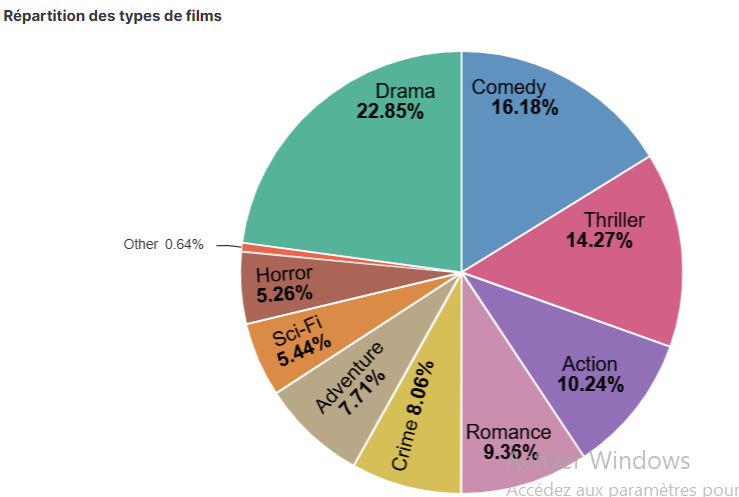 Répartition des types de films
Drama
22.85%
Comedy
16.18%
Thriller
14.27%
Action
10.24%
Romance
9.36%
Crime 8.06%
Adventure
7.71%
Sci-Fi
5.44%
Horror
5.26%
Other 0.64%
Activer Windows
Accédez aux paramètres pour